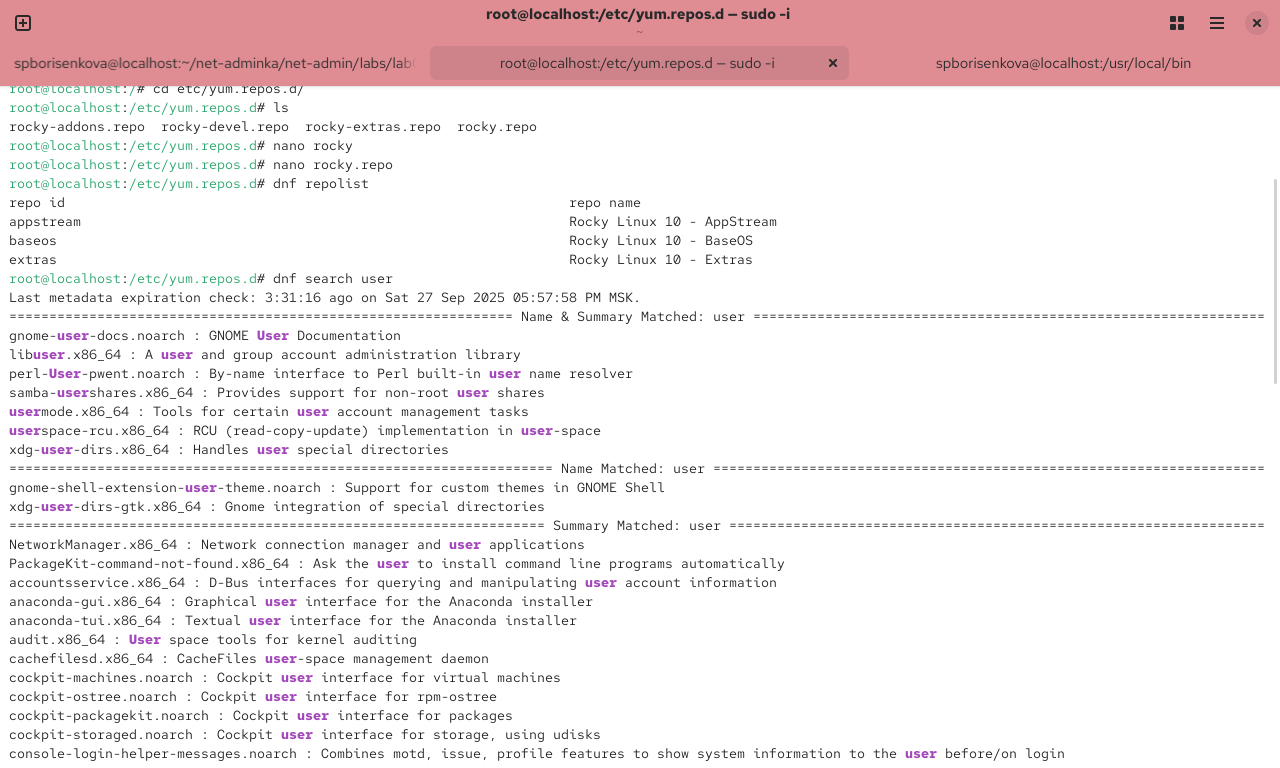 root@localhost:/etc/yum.repos.d — sudo -i
~
spborisenkova@localhost:~/net-adminka/net-admin/labs/lab0
root@localhost:/etc/yum.repos.d — sudo -i
spborisenkova@localhost:/usr/local/bin
root@localhost:/# cd etc/yum.repos.d/
root@localhost:/etc/yum.repos.d# ls
rocky-addons.repo  rocky-devel.repo  rocky-extras.repo  rocky.repo
root@localhost:/etc/yum.repos.d# nano rocky
root@localhost:/etc/yum.repos.d# nano rocky.repo
root@localhost:/etc/yum.repos.d# dnf repolist
repo id                                                               repo name
appstream                                                             Rocky Linux 10 - AppStream
baseos                                                                Rocky Linux 10 - BaseOS
extras                                                                Rocky Linux 10 - Extras
root@localhost:/etc/yum.repos.d# dnf search user
Last metadata expiration check: 3:31:16 ago on Sat 27 Sep 2025 05:57:58 PM MSK.
=============================================================== Name & Summary Matched: user ================================================================
gnome-user-docs.noarch : GNOME User Documentation
libuser.x86_64 : A user and group account administration library
perl-User-pwent.noarch : By-name interface to Perl built-in user name resolver
samba-usershares.x86_64 : Provides support for non-root user shares
usermode.x86_64 : Tools for certain user account management tasks
userspace-rcu.x86_64 : RCU (read-copy-update) implementation in user-space
xdg-user-dirs.x86_64 : Handles user special directories
==================================================================== Name Matched: user =====================================================================
gnome-shell-extension-user-theme.noarch : Support for custom themes in GNOME Shell
xdg-user-dirs-gtk.x86_64 : Gnome integration of special directories
=================================================================== Summary Matched: user ===================================================================
NetworkManager.x86_64 : Network connection manager and user applications
PackageKit-command-not-found.x86_64 : Ask the user to install command line programs automatically
accountsservice.x86_64 : D-Bus interfaces for querying and manipulating user account information
anaconda-gui.x86_64 : Graphical user interface for the Anaconda installer
anaconda-tui.x86_64 : Textual user interface for the Anaconda installer
audit.x86_64 : User space tools for kernel auditing
cachefilesd.x86_64 : CacheFiles user-space management daemon
cockpit-machines.noarch : Cockpit user interface for virtual machines
cockpit-ostree.noarch : Cockpit user interface for rpm-ostree
cockpit-packagekit.noarch : Cockpit user interface for packages
cockpit-storaged.noarch : Cockpit user interface for storage, using udisks
console-login-helper-messages.noarch : Combines motd, issue, profile features to show system information to the user before/on login